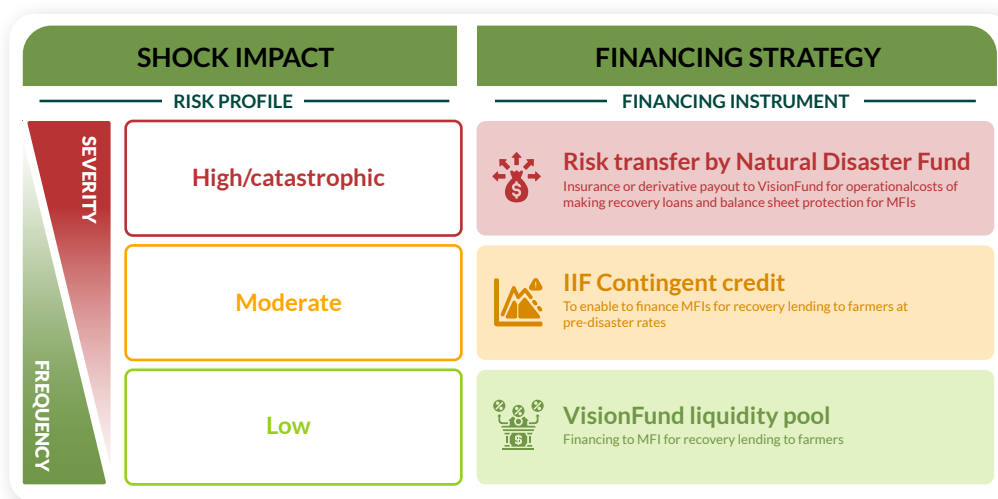 SHOCK IMPACT
FINANCING STRATEGY
RISK PROFILE
FINANCING INSTRUMENT
SEVERITY
FREQUENCY
High/catastrophic
Risk transfer by Natural Disaster Fund
Insurance or derivative payout to VisionFund for operationalcosts of
making recovery loans and balance sheet protection for MFIs
Moderate
IIF Contingent credit
To enable to finance MFIs for recovery lending to farmers at
pre-disaster rates
Low
VisionFund liquidity pool
Financing to MFI for recovery lending to farmers